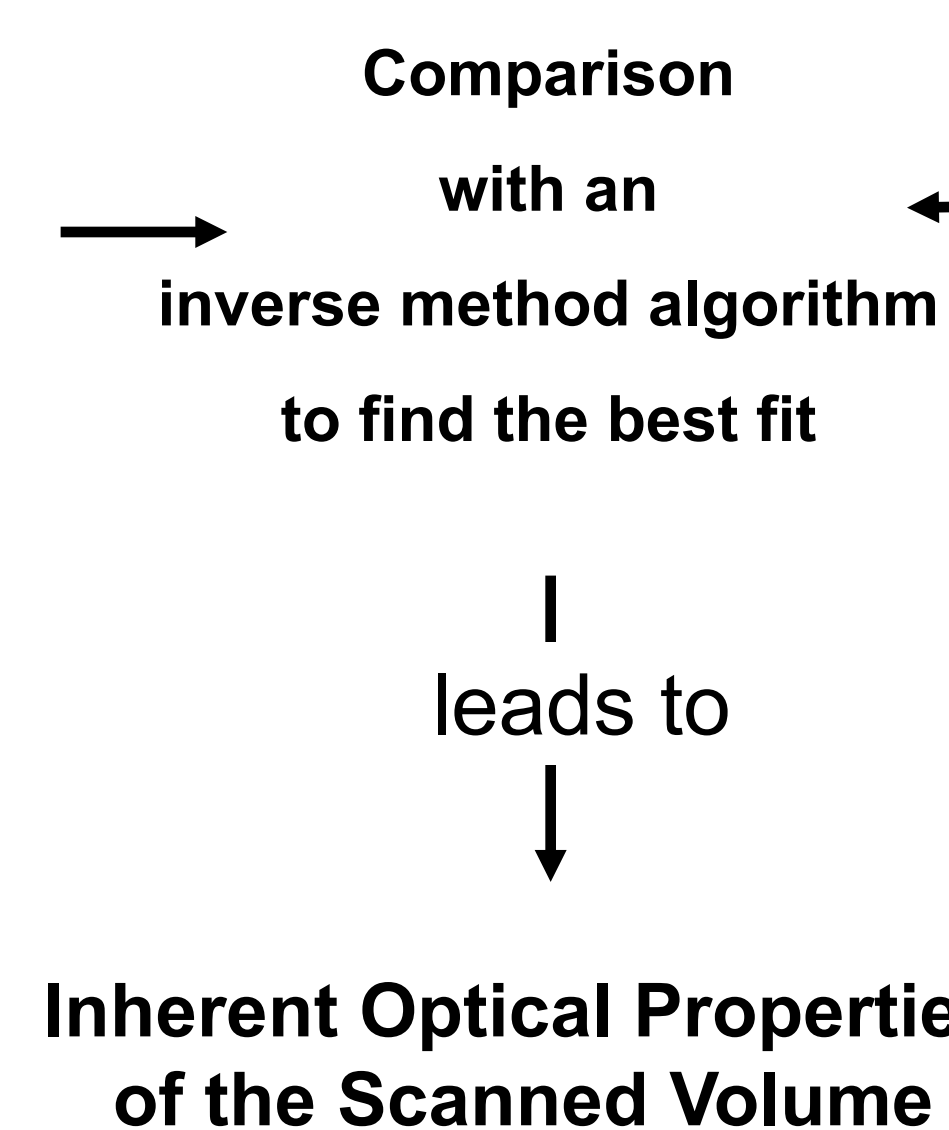 Comparison
with an
inverse method algorithm
to find the best fit
leads to
Inherent Optical Propertie
of the Scanned Volume